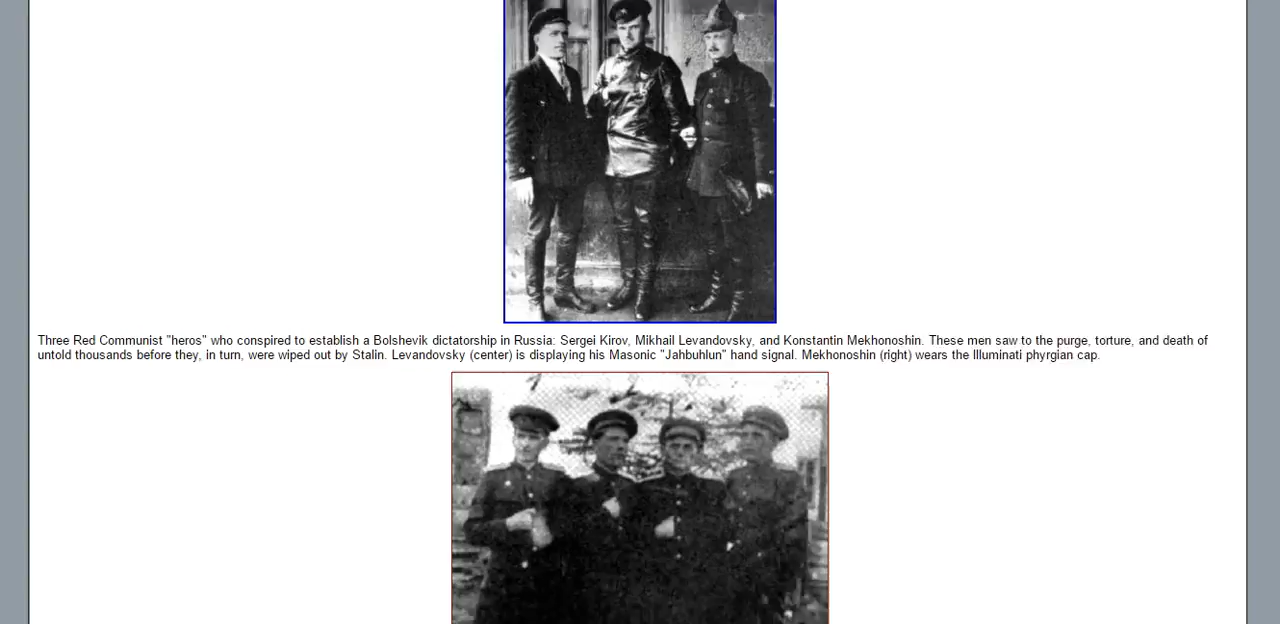 Three Red Communist "heros" who conspired to establish a Bolshevik dictatorship in Russia: Sergei Kirov, Mikhail Levandovsky, and Konstantin Mekhonoshin. These men saw to the purge, torture, and death of
untold thousands before they, in turn, were wiped out by Stalin. Levandovsky (center) is displaying his Masonic "Jahbuhlun" hand signal. Mekhonoshin (right) wears the Illuminati phyrgian cap.